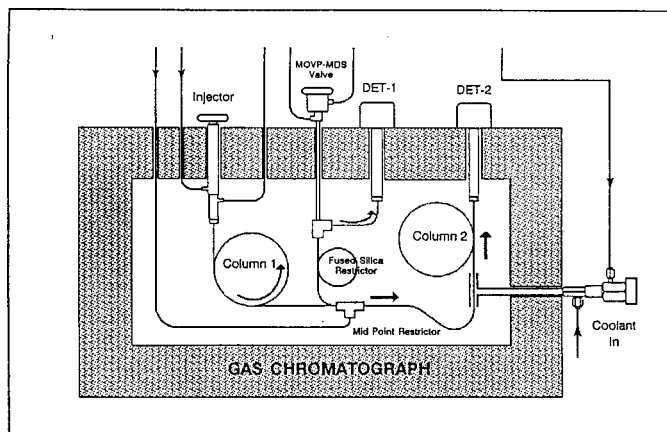 MOVP-MDS
Valve
DET-1
DET-2
Injector
Column 1
Fused Silica
Restrictor
Column 2
Mid Point Restrictor
Coolant
In
GAS CHROMATOGRAPH